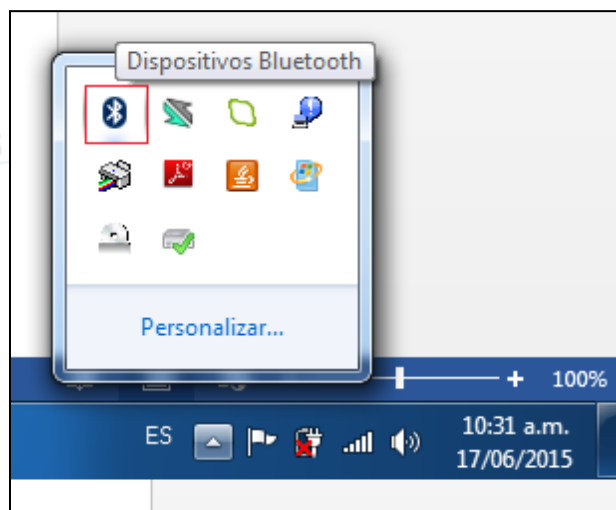 Dispositivos Bluetooth
Personalizar...
100%
ES
10:31 a.m.
17/06/2015